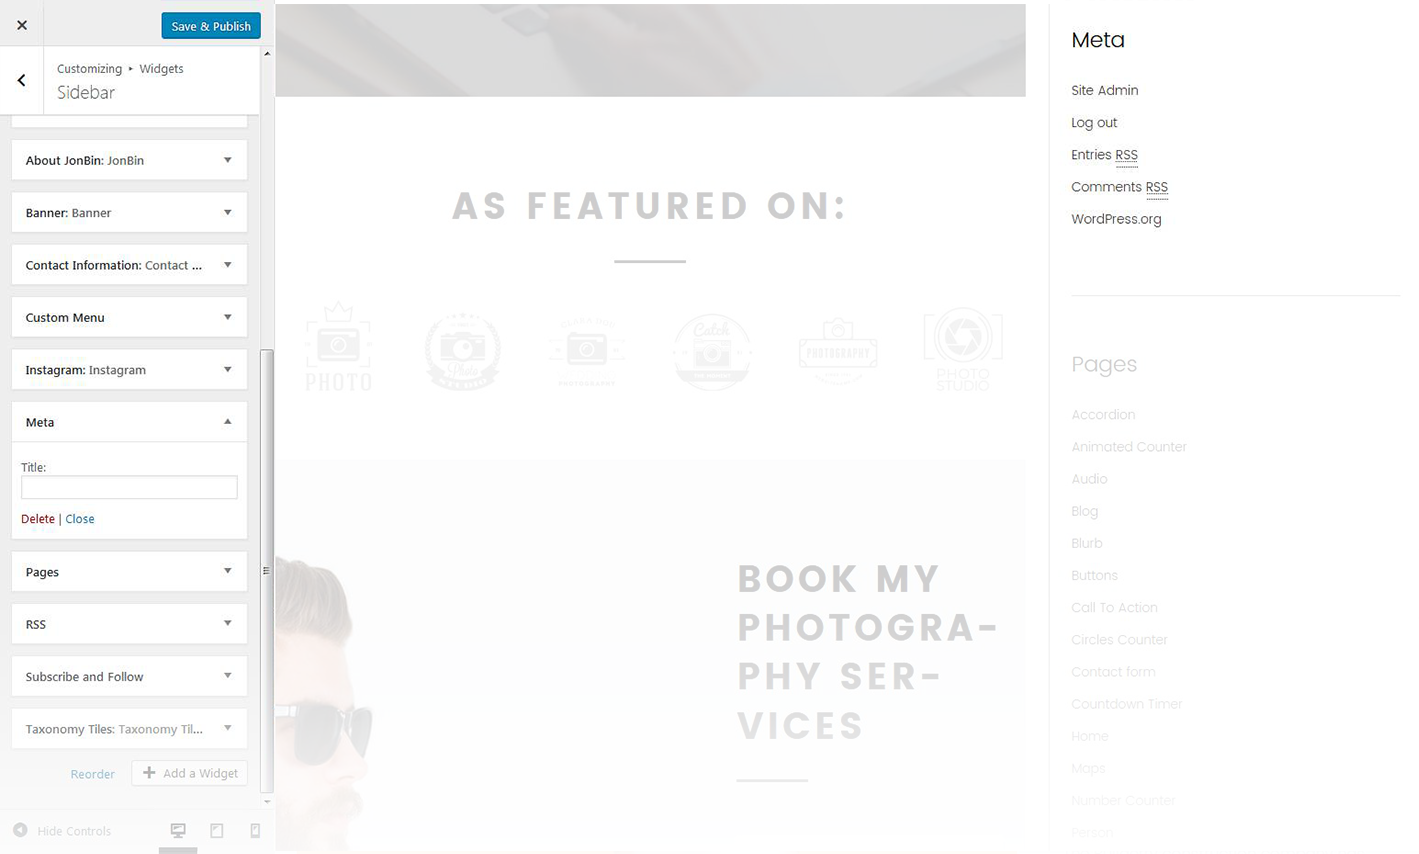 Save & Publish
Customizing ▸ Widgets
Sidebar
About JonBin: JonBin
Banner: Banner
Contact Information: Contact ...
Custom Menu
Instagram: Instagram
Meta
Title:
Delete | Close
Pages
RSS
Subscribe and Follow
Taxonomy Tiles: Taxonomy Til...
Reorder
Add a Widget
Hide Controls
AS FEATURED ON:
PHOTO
Photo
PHOTOGRAPHY
Catch
PHOTOGRAPHY
PHOTO
STUDIO
BOOK MY
PHOTOGRA-
PHY SER-
VICES
Meta
Site Admin
Log out
Entries RSS
Comments RSS
WordPress.org
Pages
Accordion
Animated Counter
Audio
Blog
Blurb
Buttons
Call To Action
Circles Counter
Contact form
Countdown Timer
Home
Maps
Number Counter
Person